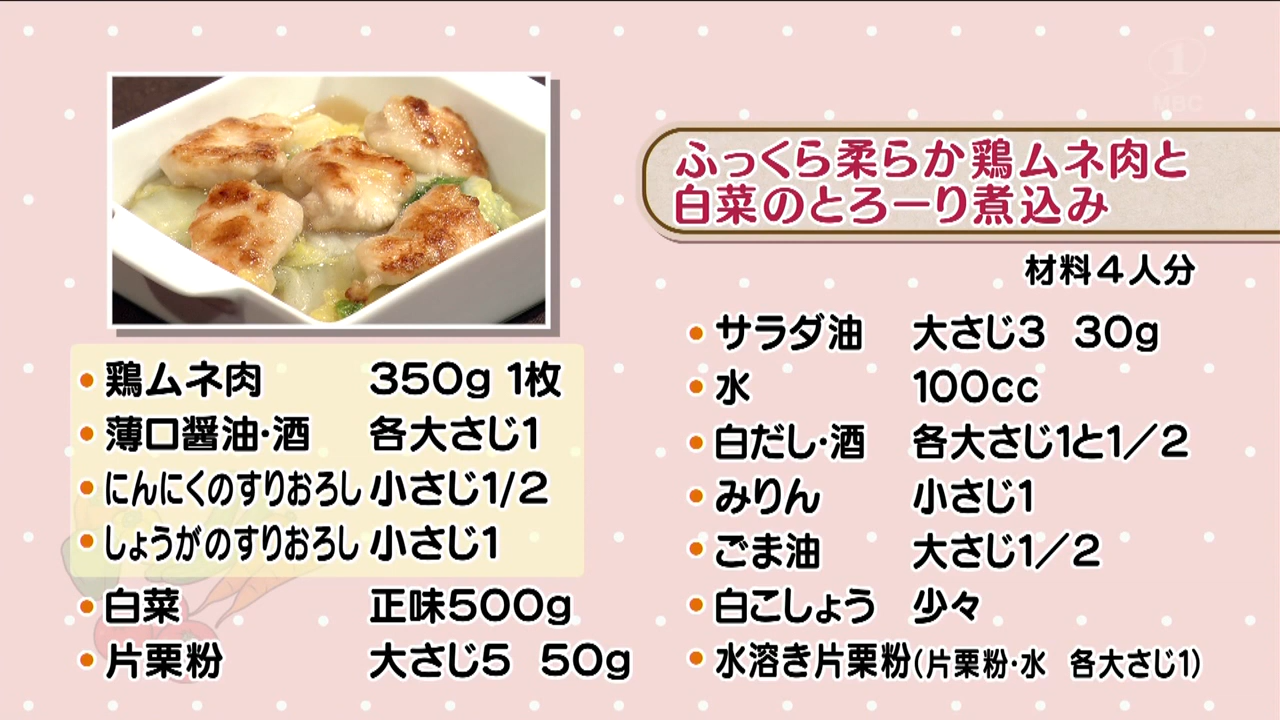 1
MBC
ふっくら柔らか鶏ムネ肉と
白菜のとろーり煮込み
材料4人分
・鶏ムネ肉 350g 1枚
・薄口醤油・酒 各大さじ1
・にんにくのすりおろし 小さじ1/2
・しょうがのすりおろし 小さじ1
・白菜 正味500g
・片栗粉 大さじ5 50g
・サラダ油 大さじ3 30g
・水 100cc
・白だし・酒 各大さじ1と1/2
・みりん 小さじ1
・ごま油 大さじ1/2
・白こしょう 少々
・水溶き片栗粉(片栗粉・水 各大さじ1)